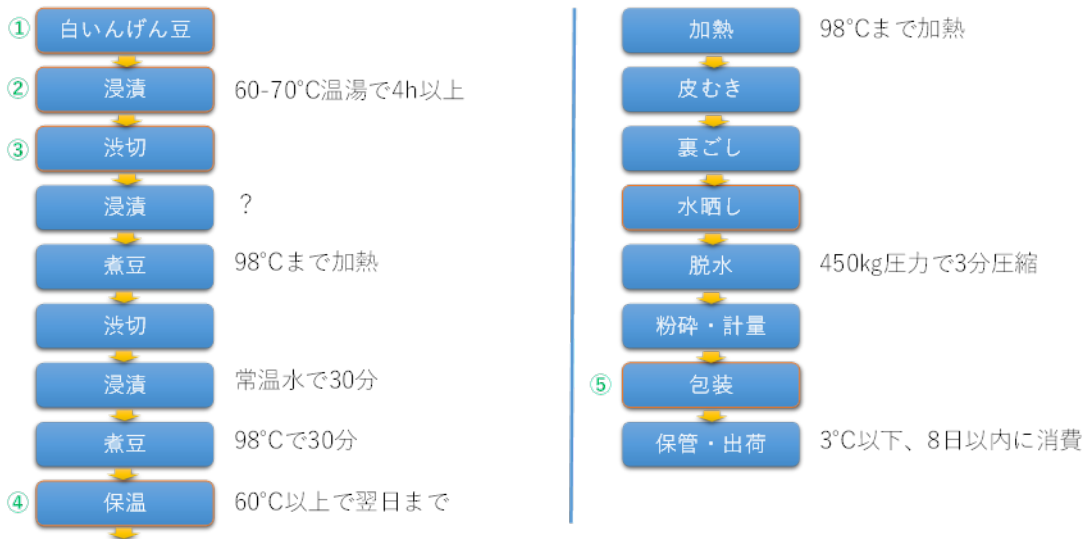 ① 白いんげん豆
② 浸漬 60-70℃温湯で4h以上
③ 渋切
浸漬 ？
煮豆 98℃まで加熱
渋切
浸漬 常温水で30分
煮豆 98℃で30分
④ 保温 60℃以上で翌日まで
加熱 98℃まで加熱
皮むき
裏ごし
水晒し
脱水 450kg圧力で3分圧縮
粉砕・計量
⑤ 包装
保管・出荷 3℃以下、8日以内に消費